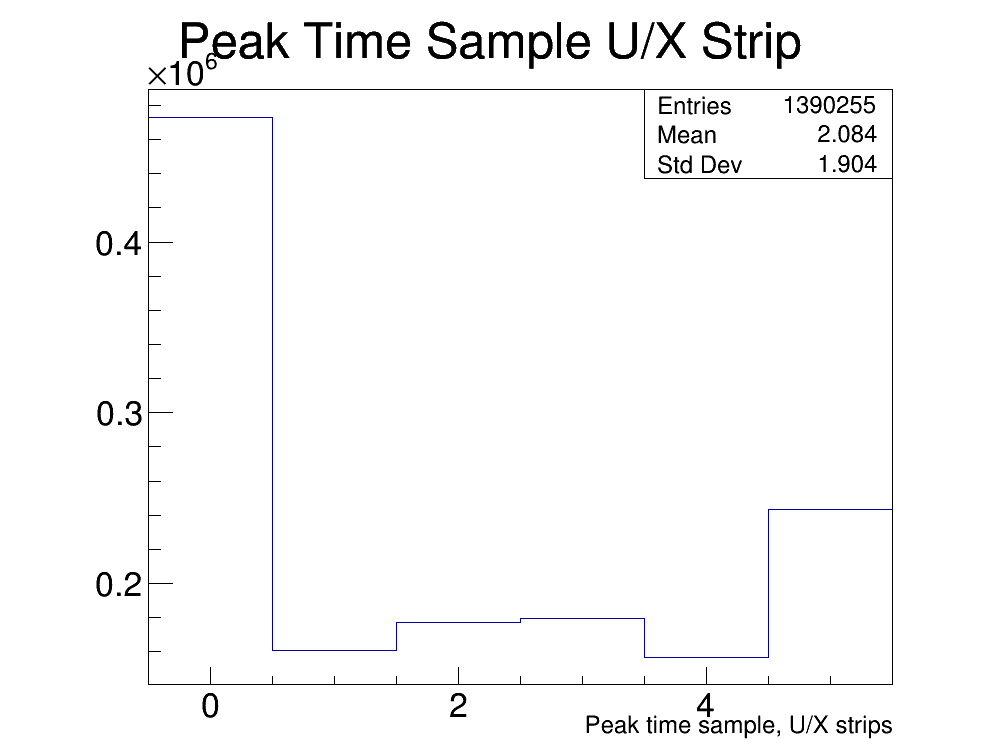 Peak Time Sample U/X Strip
×10⁶
Entries 1390255
Mean 2.084
Std Dev 1.904
0.4
0.3
0.2
0 2 4
Peak time sample, U/X strips